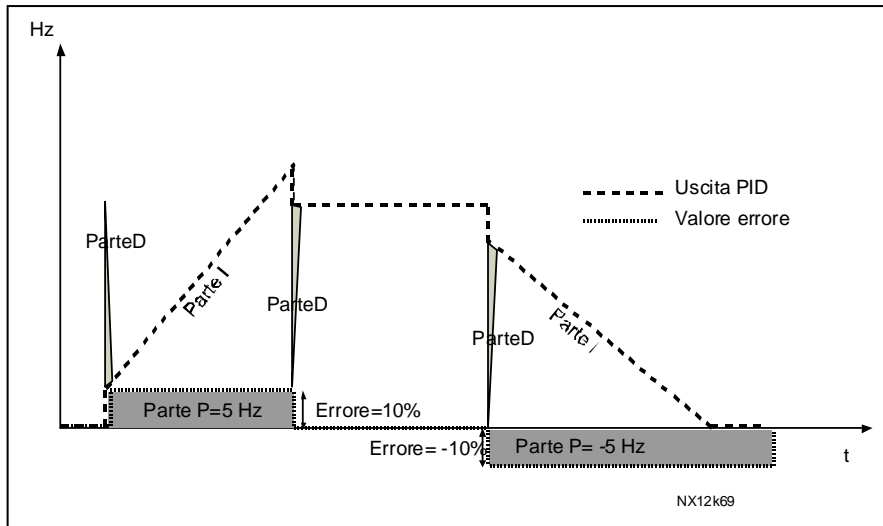 Hz
Uscita PID
Valore errore
ParteD
Parte I
ParteD
ParteD
Parte I
Parte P=5 Hz
Errore=10%
Errore= -10%
Parte P= -5 Hz
t
NX12k69